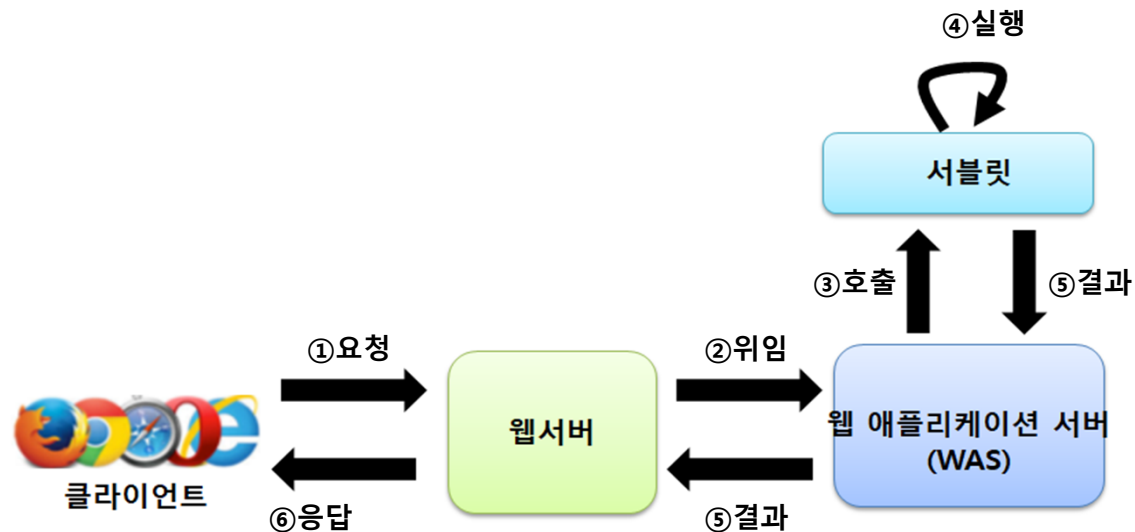 ④실행
서블릿
③호출
⑤결과
①요청
②위임
웹서버
웹 애플리케이션 서버
(WAS)
클라이언트
⑥응답
⑤결과